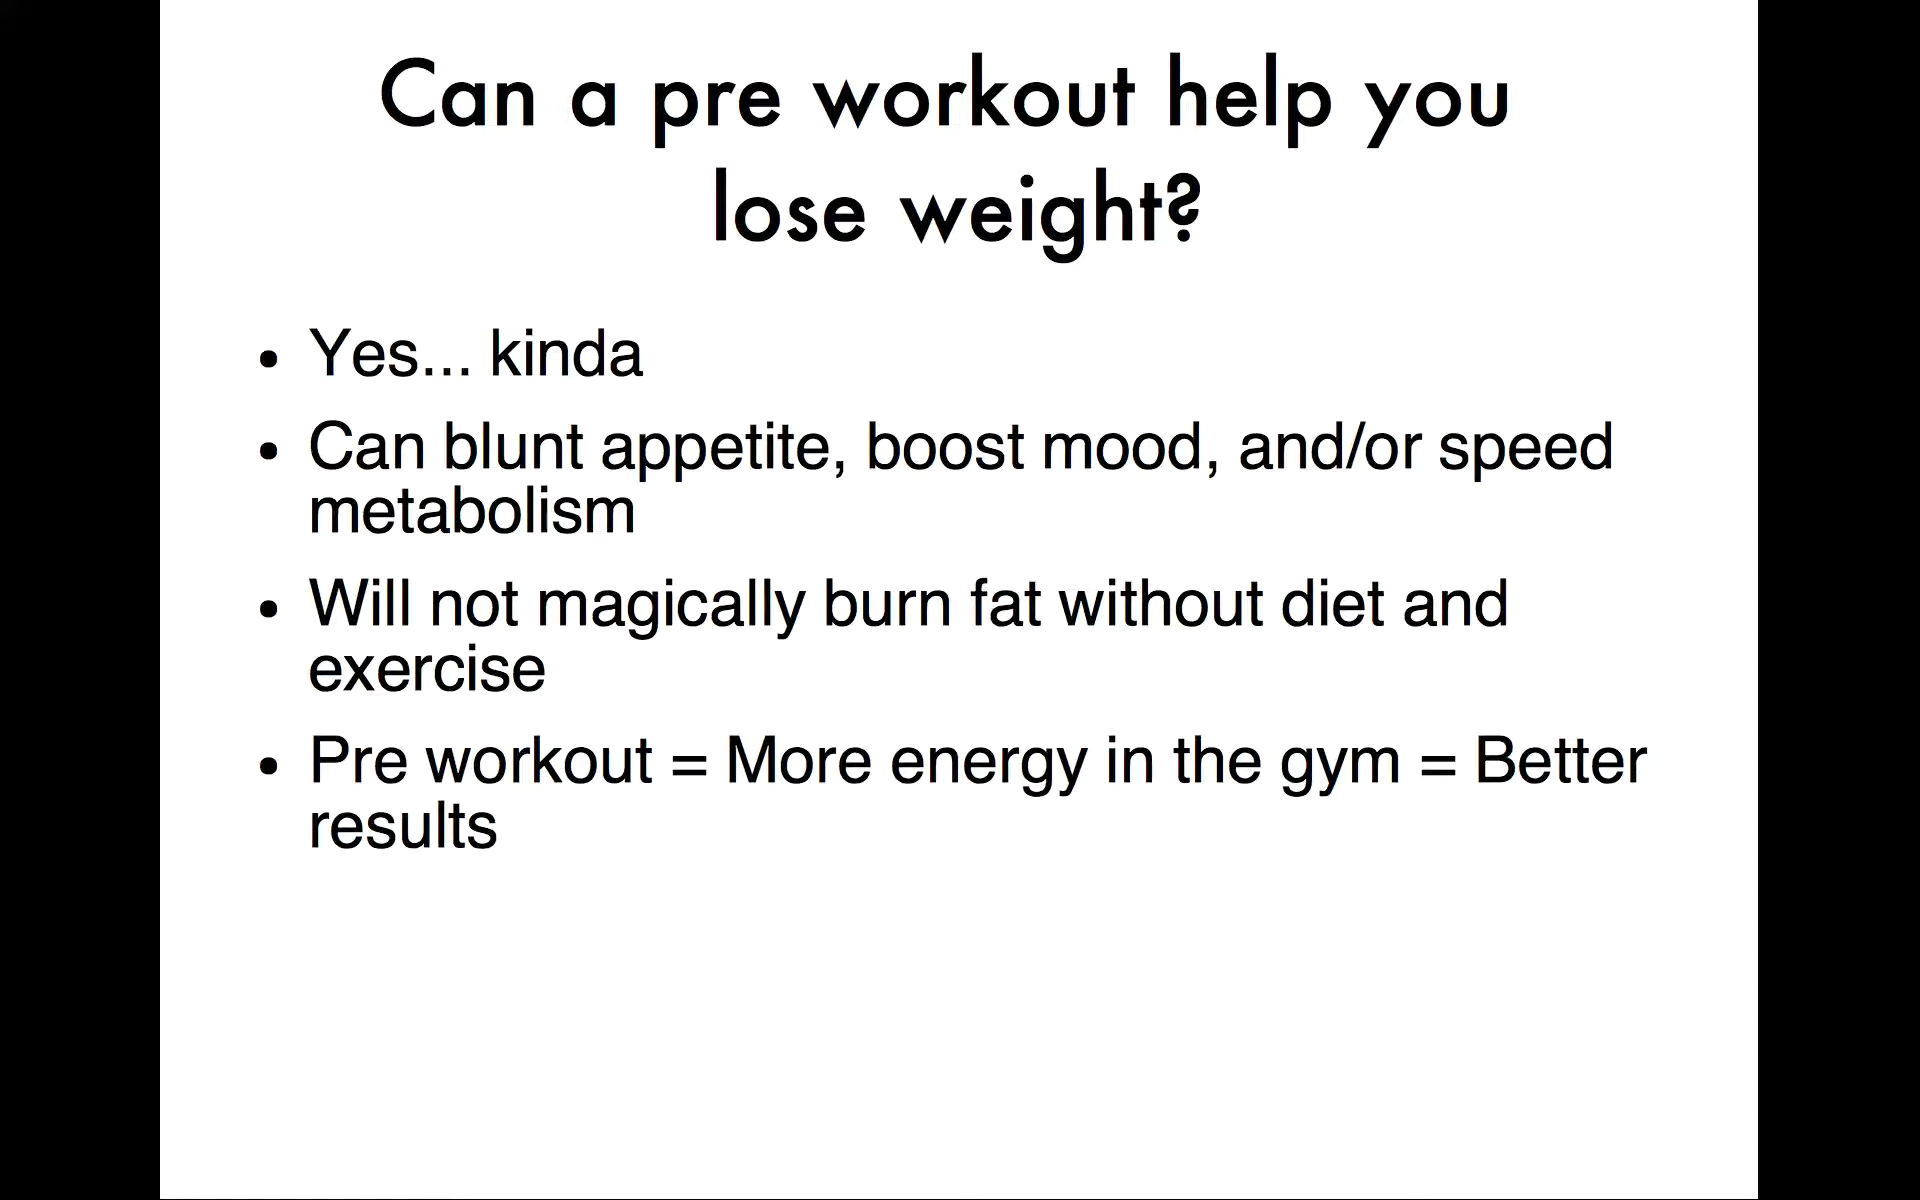 Can a pre workout help you
lose weight?
• Yes... kinda
• Can blunt appetite, boost mood, and/or speed
metabolism
• Will not magically burn fat without diet and
exercise
• Pre workout = More energy in the gym = Better
results